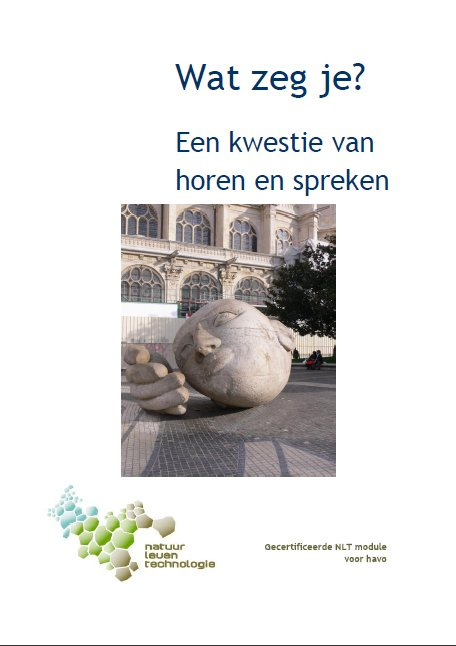 Wat zeg je?
Een kwestie van
horen en spreken
natuur
leven
technologie
Gecertificeerde NLT module
voor havo